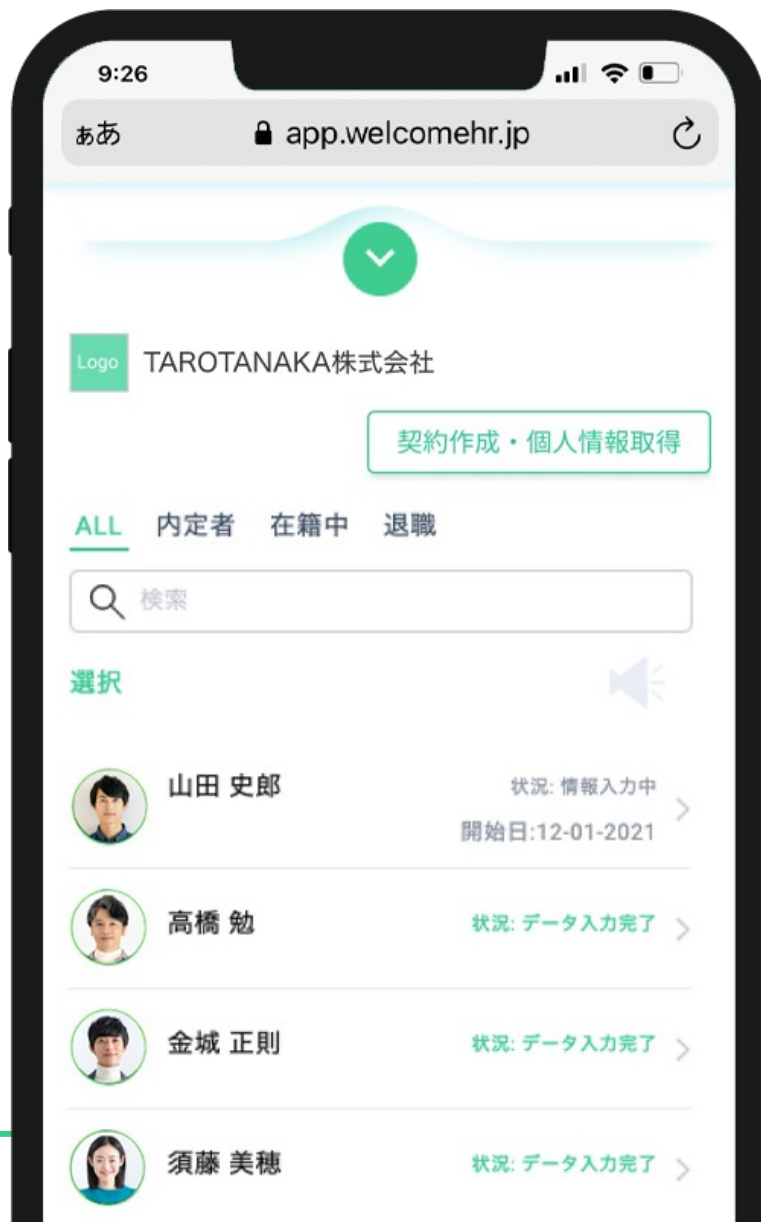 9:26
ぁあ app.welcomehr.jp
Logo TAROTANAKA株式会社
契約作成・個人情報取得
ALL 内定者 在籍中 退職
検索
選択
山田 史郎 状況: 情報入力中
開始日:12-01-2021
高橋 勉 状況: データ入力完了
金城 正則 状況: データ入力完了
須藤 美穂 状況: データ入力完了